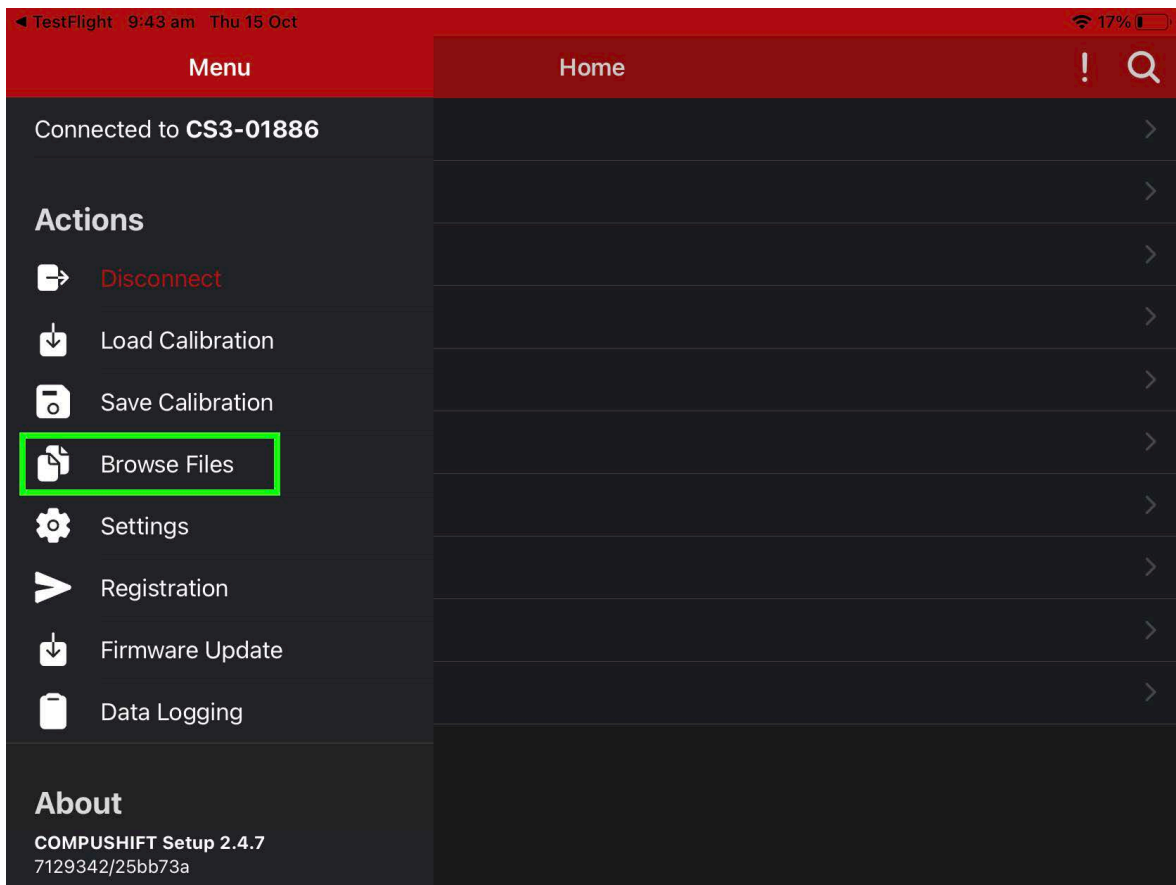 TestFlight 9:43 am Thu 15 Oct 17%
Menu Home !
Connected to CS3-01886
Actions
Disconnect
Load Calibration
Save Calibration
Browse Files
Settings
Registration
Firmware Update
Data Logging
About
COMPUSHIFT Setup 2.4.7
7129342/25bb73a